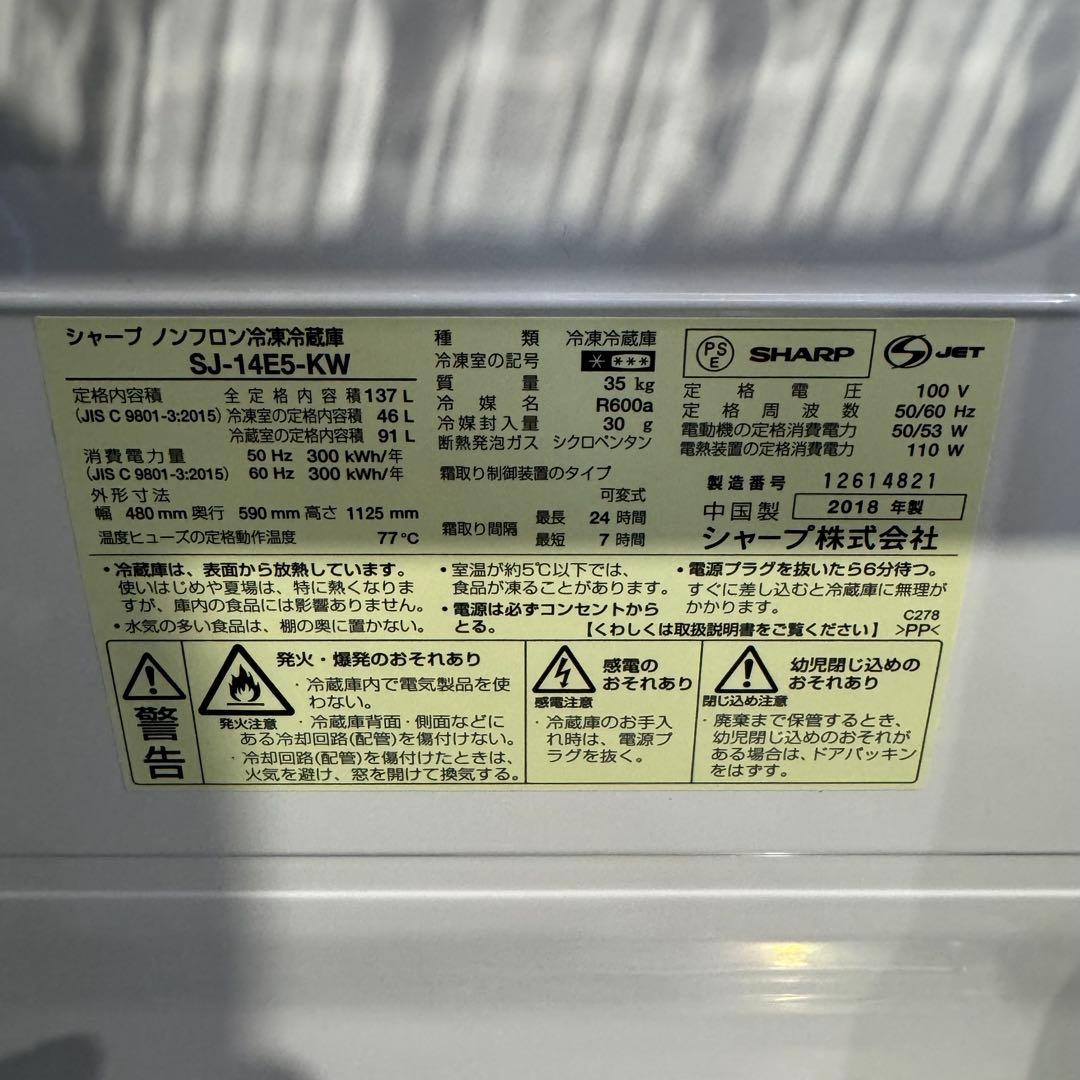 シャープ ノンフロン冷凍冷蔵庫
SJ-14E5-KW
定格内容積 全定格内容積 137 L
(JIS C 9801-3:2015) 冷凍室の定格内容積 46 L
冷蔵室の定格内容積 91 L
消費電力量 50 Hz 300 kWh/年
(JIS C 9801-3:2015) 60 Hz 300 kWh/年
外形寸法
幅 480 mm 奥行 590 mm 高さ 1125 mm
温度ヒューズの定格動作温度 77℃
種類 冷凍冷蔵庫
冷凍室の記号 * ***
質量 35 kg
冷媒名 R600a
冷媒封入量 30 g
断熱発泡ガス シクロペンタン
霜取り制御装置のタイプ
可変式
霜取り間隔 最長 24 時間
最短 7 時間
PSE SHARP S JET
定格電圧 100 V
定格周波数 50/60 Hz
電動機の定格消費電力 50/53 W
電熱装置の定格消費電力 110 W
製造番号 12614821
中国製 2018 年製
シャープ株式会社
・冷蔵庫は、表面から放熱しています。
使いはじめや夏場は、特に熱くなりま
すが、庫内の食品には影響ありません。
・水気の多い食品は、棚の奥に置かない。
・室温が約5℃以下では、
食品が凍ることがあります。
・電源は必ずコンセントから
とる。
・電源プラグを抜いたら6分待つ。
すぐに差し込むと冷蔵庫に無理が
かかります。
【くわしくは取扱説明書をご覧ください】
C278
>PP<
警告
発火・爆発のおそれあり
発火注意
・冷蔵庫内で電気製品を使
わない。
・冷蔵庫背面・側面などに
ある冷却回路(配管)を傷付けない。
・冷却回路(配管)を傷付けたときは、
火気を避け、窓を開けて換気する。
感電の
おそれあり
感電注意
・冷蔵庫のお手入
れ時は、電源プ
ラグを抜く。
幼児閉じ込めの
おそれあり
閉じ込め注意
・廃棄まで保管するとき、
幼児閉じ込めのおそれが
ある場合は、ドアパッキン
をはずす。